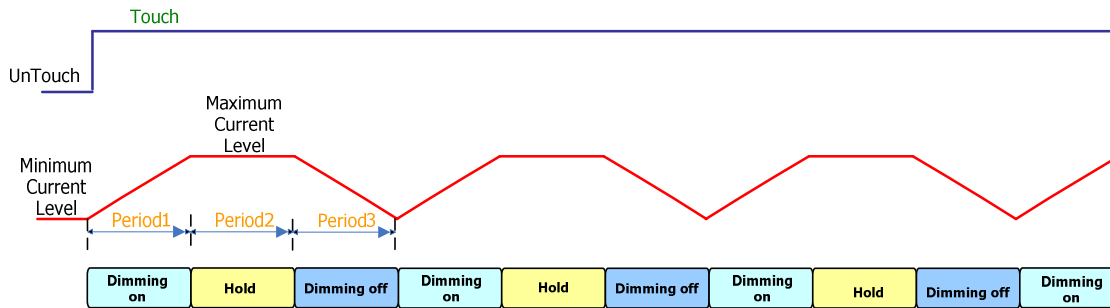 Touch
UnTouch
Maximum
Current
Level
Minimum
Current
Level
Period1
Period2
Period3
Dimming
on
Hold
Dimming off
Dimming
on
Hold
Dimming off
Dimming
on
Hold
Dimming off
Dimming
on